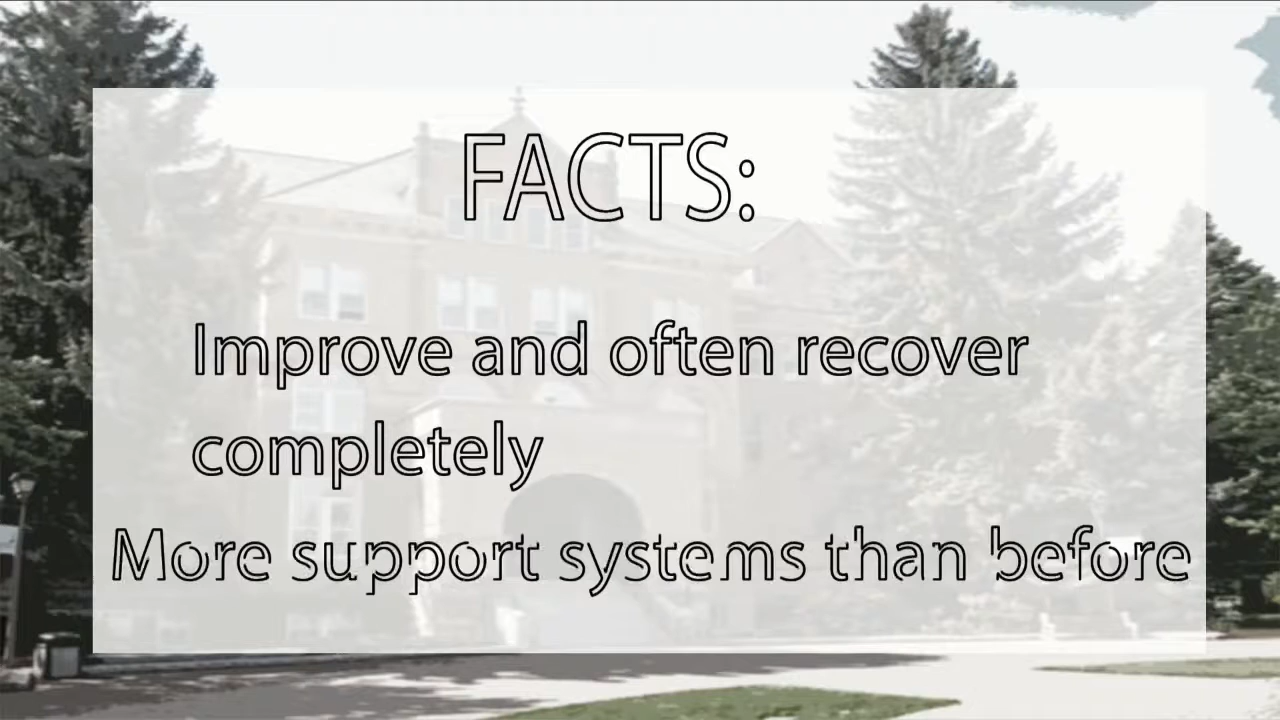 FACTS:
Improve and often recover
completely
More support systems than before